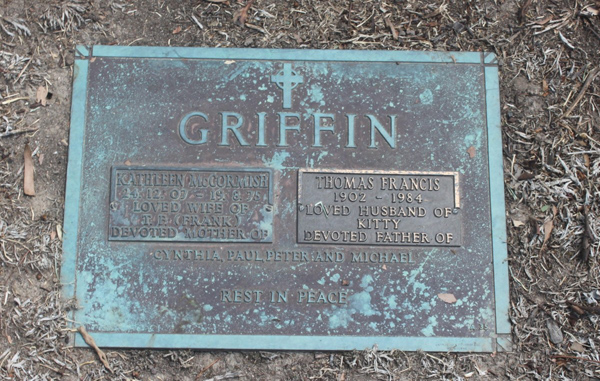 GRIFFIN
KATHLEEN McCORMISH
LOVED WIFE OF
T.F. (FRANK)
DEVOTED MOTHER OF
THOMAS FRANCIS
1902 - 1984
LOVED HUSBAND OF
KITTY
DEVOTED FATHER OF
CYNTHIA, PAUL, PETER AND MICHAEL
REST IN PEACE